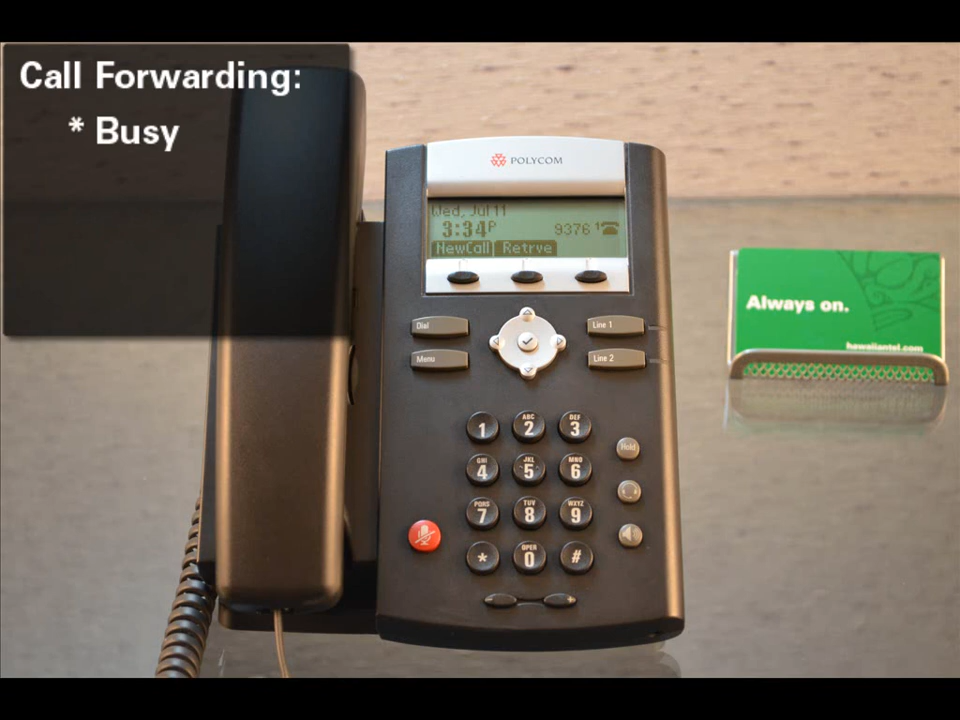 Call Forwarding:
* Busy
POLYCOM
Wed, Jul 11
3:34P
9376 1
NewCall Retrve
Dial
Line 1
Menu
Line 2
Always on.
hawaiiantel.com
1
ABC
2
DEF
3
GHI
4
JKL
5
MNO
6
Hold
PQRS
7
TUV
8
WXYZ
9
*
OPER
0
#
- +